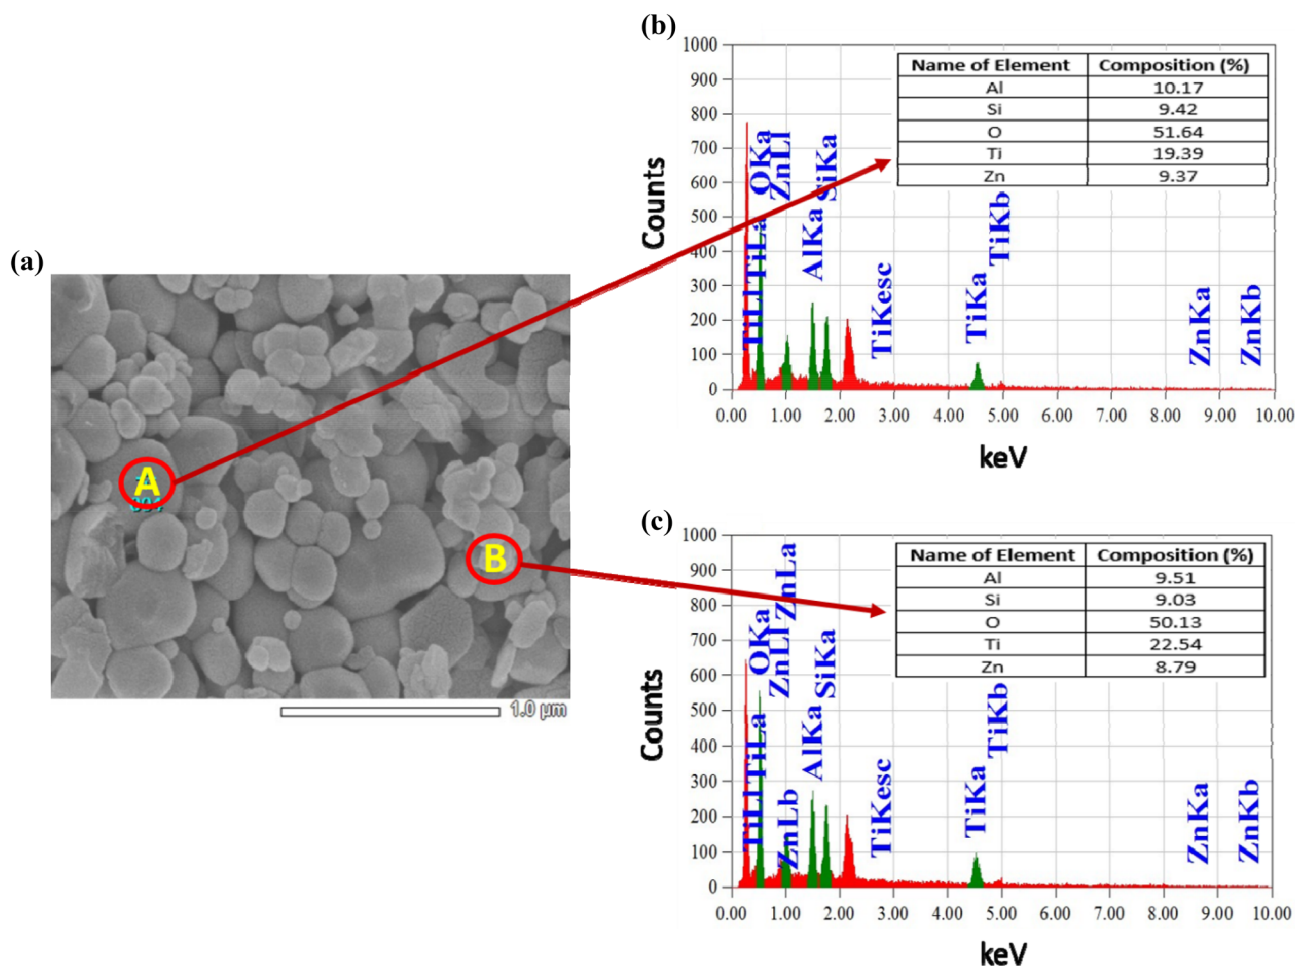 (a)
A
B
1.0 μm
(b)
1000
900
800
700
600
500
400
300
200
100
0
Counts
TiLl TiLa
OKa
ZnLl
AlKa
SiKa
TiKesc
TiKa
TiKb
ZnKa
ZnKb
Name of Element Composition (%)
Al 10.17
Si 9.42
O 51.64
Ti 19.39
Zn 9.37
0.00 1.00 2.00 3.00 4.00 5.00 6.00 7.00 8.00 9.00 10.00
keV
(c)
1000
900
800
700
600
500
400
300
200
100
0
Counts
TiLl TiLa
OKa
ZnLl
ZnLa
ZnLb
AlKa
SiKa
TiKesc
TiKa
TiKb
ZnKa
ZnKb
Name of Element Composition (%)
Al 9.51
Si 9.03
O 50.13
Ti 22.54
Zn 8.79
0.00 1.00 2.00 3.00 4.00 5.00 6.00 7.00 8.00 9.00 10.00
keV